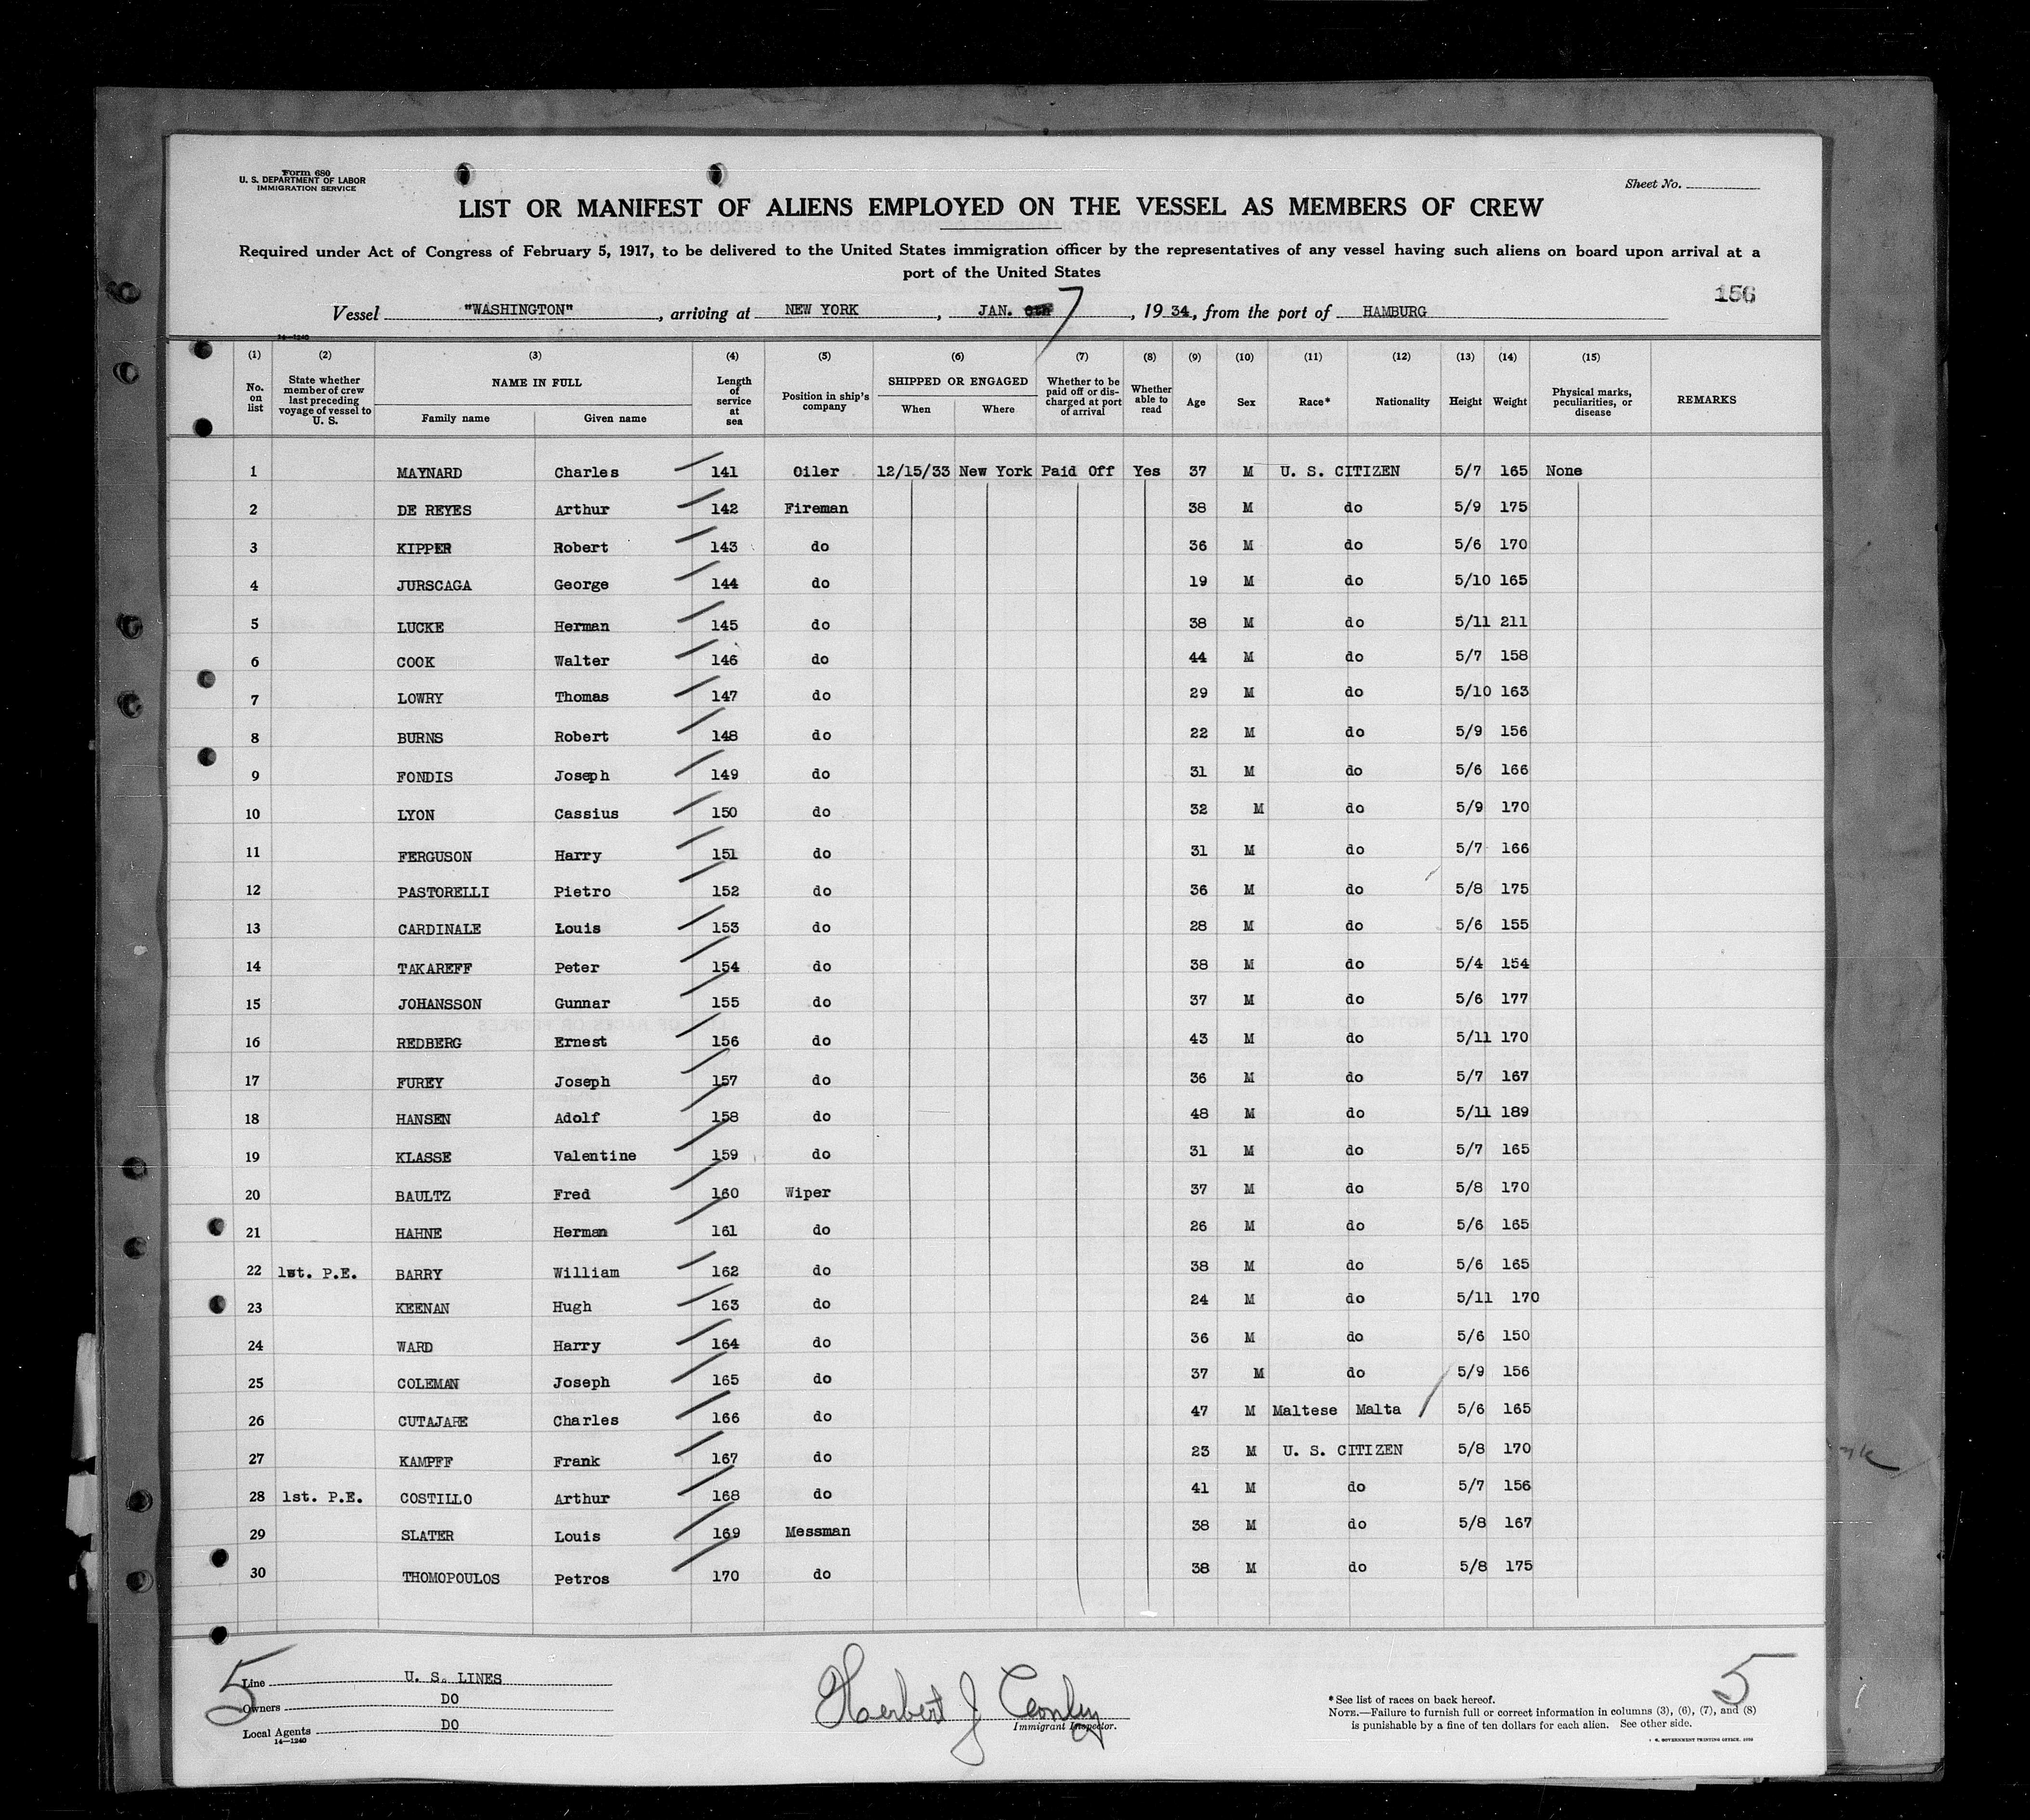 Form 680
U. S. DEPARTMENT OF LABOR
IMMIGRATION SERVICE
Sheet No.
LIST OR MANIFEST OF ALIENS EMPLOYED ON THE VESSEL AS MEMBERS OF CREW
Required under Act of Congress of February 5, 1917, to be delivered to the United States immigration officer by the representatives of any vessel having such aliens on board upon arrival at a
port of the United States
156
Vessel "WASHINGTON", arriving at NEW YORK, JAN. 7, 1934, from the port of HAMBURG
14—1240
(1) (2) (3) (4) (5) (6) (7) (8) (9) (10) (11) (12) (13) (14) (15)
No. on list State whether member of crew last preceding voyage of vessel to U. S. NAME IN FULL Family name Given name Length of service at sea Position in ship's company SHIPPED OR ENGAGED When Where Whether to be paid off or discharged at port of arrival Whether able to read Age Sex Race* Nationality Height Weight Physical marks, peculiarities, or disease REMARKS
1 MAYNARD Charles 141 Oiler 12/15/33 New York Paid Off Yes 37 M U. S. CITIZEN 5/7 165 None
2 DE REYES Arthur 142 Fireman 38 M do 5/9 175
3 KIPPER Robert 143 do 36 M do 5/6 170
4 JURSCAGA George 144 do 19 M do 5/10 165
5 LUCKE Herman 145 do 38 M do 5/11 211
6 COOK Walter 146 do 44 M do 5/7 158
7 LOWRY Thomas 147 do 29 M do 5/10 163
8 BURNS Robert 148 do 22 M do 5/9 156
9 FONDIS Joseph 149 do 31 M do 5/6 166
10 LYON Cassius 150 do 32 M do 5/9 170
11 FERGUSON Harry 151 do 31 M do 5/7 166
12 PASTORELLI Pietro 152 do 36 M do 5/8 175
13 CARDINALE Louis 153 do 28 M do 5/6 155
14 TAKAREFF Peter 154 do 38 M do 5/4 154
15 JOHANSSON Gunnar 155 do 37 M do 5/6 177
16 REDBERG Ernest 156 do 43 M do 5/11 170
17 FUREY Joseph 157 do 36 M do 5/7 167
18 HANSEN Adolf 158 do 48 M do 5/11 189
19 KLASSE Valentine 159 do 31 M do 5/7 165
20 BAULTZ Fred 160 Wiper 37 M do 5/8 170
21 HAHNE Herman 161 do 26 M do 5/6 165
22 1st. P.E. BARRY William 162 do 38 M do 5/6 165
23 KEENAN Hugh 163 do 24 M do 5/11 170
24 WARD Harry 164 do 36 M do 5/6 150
25 COLEMAN Joseph 165 do 37 M do 5/9 156
26 CUTAJARE Charles 166 do 47 M Maltese Malta 5/6 165
27 KAMPFF Frank 167 do 23 M U. S. CITIZEN 5/8 170
28 1st. P.E. COSTILLO Arthur 168 do 41 M do 5/7 156
29 SLATER Louis 169 Messman 38 M do 5/8 167
30 THOMOPOULOS Petros 170 do 38 M do 5/8 175
5
Line U. S. LINES
Owners DO
Local Agents DO
14—1240
Herbert J Conley
Immigrant Inspector.
5
* See list of races on back hereof.
NOTE.—Failure to furnish full or correct information in columns (3), (6), (7), and (8)
is punishable by a fine of ten dollars for each alien. See other side.